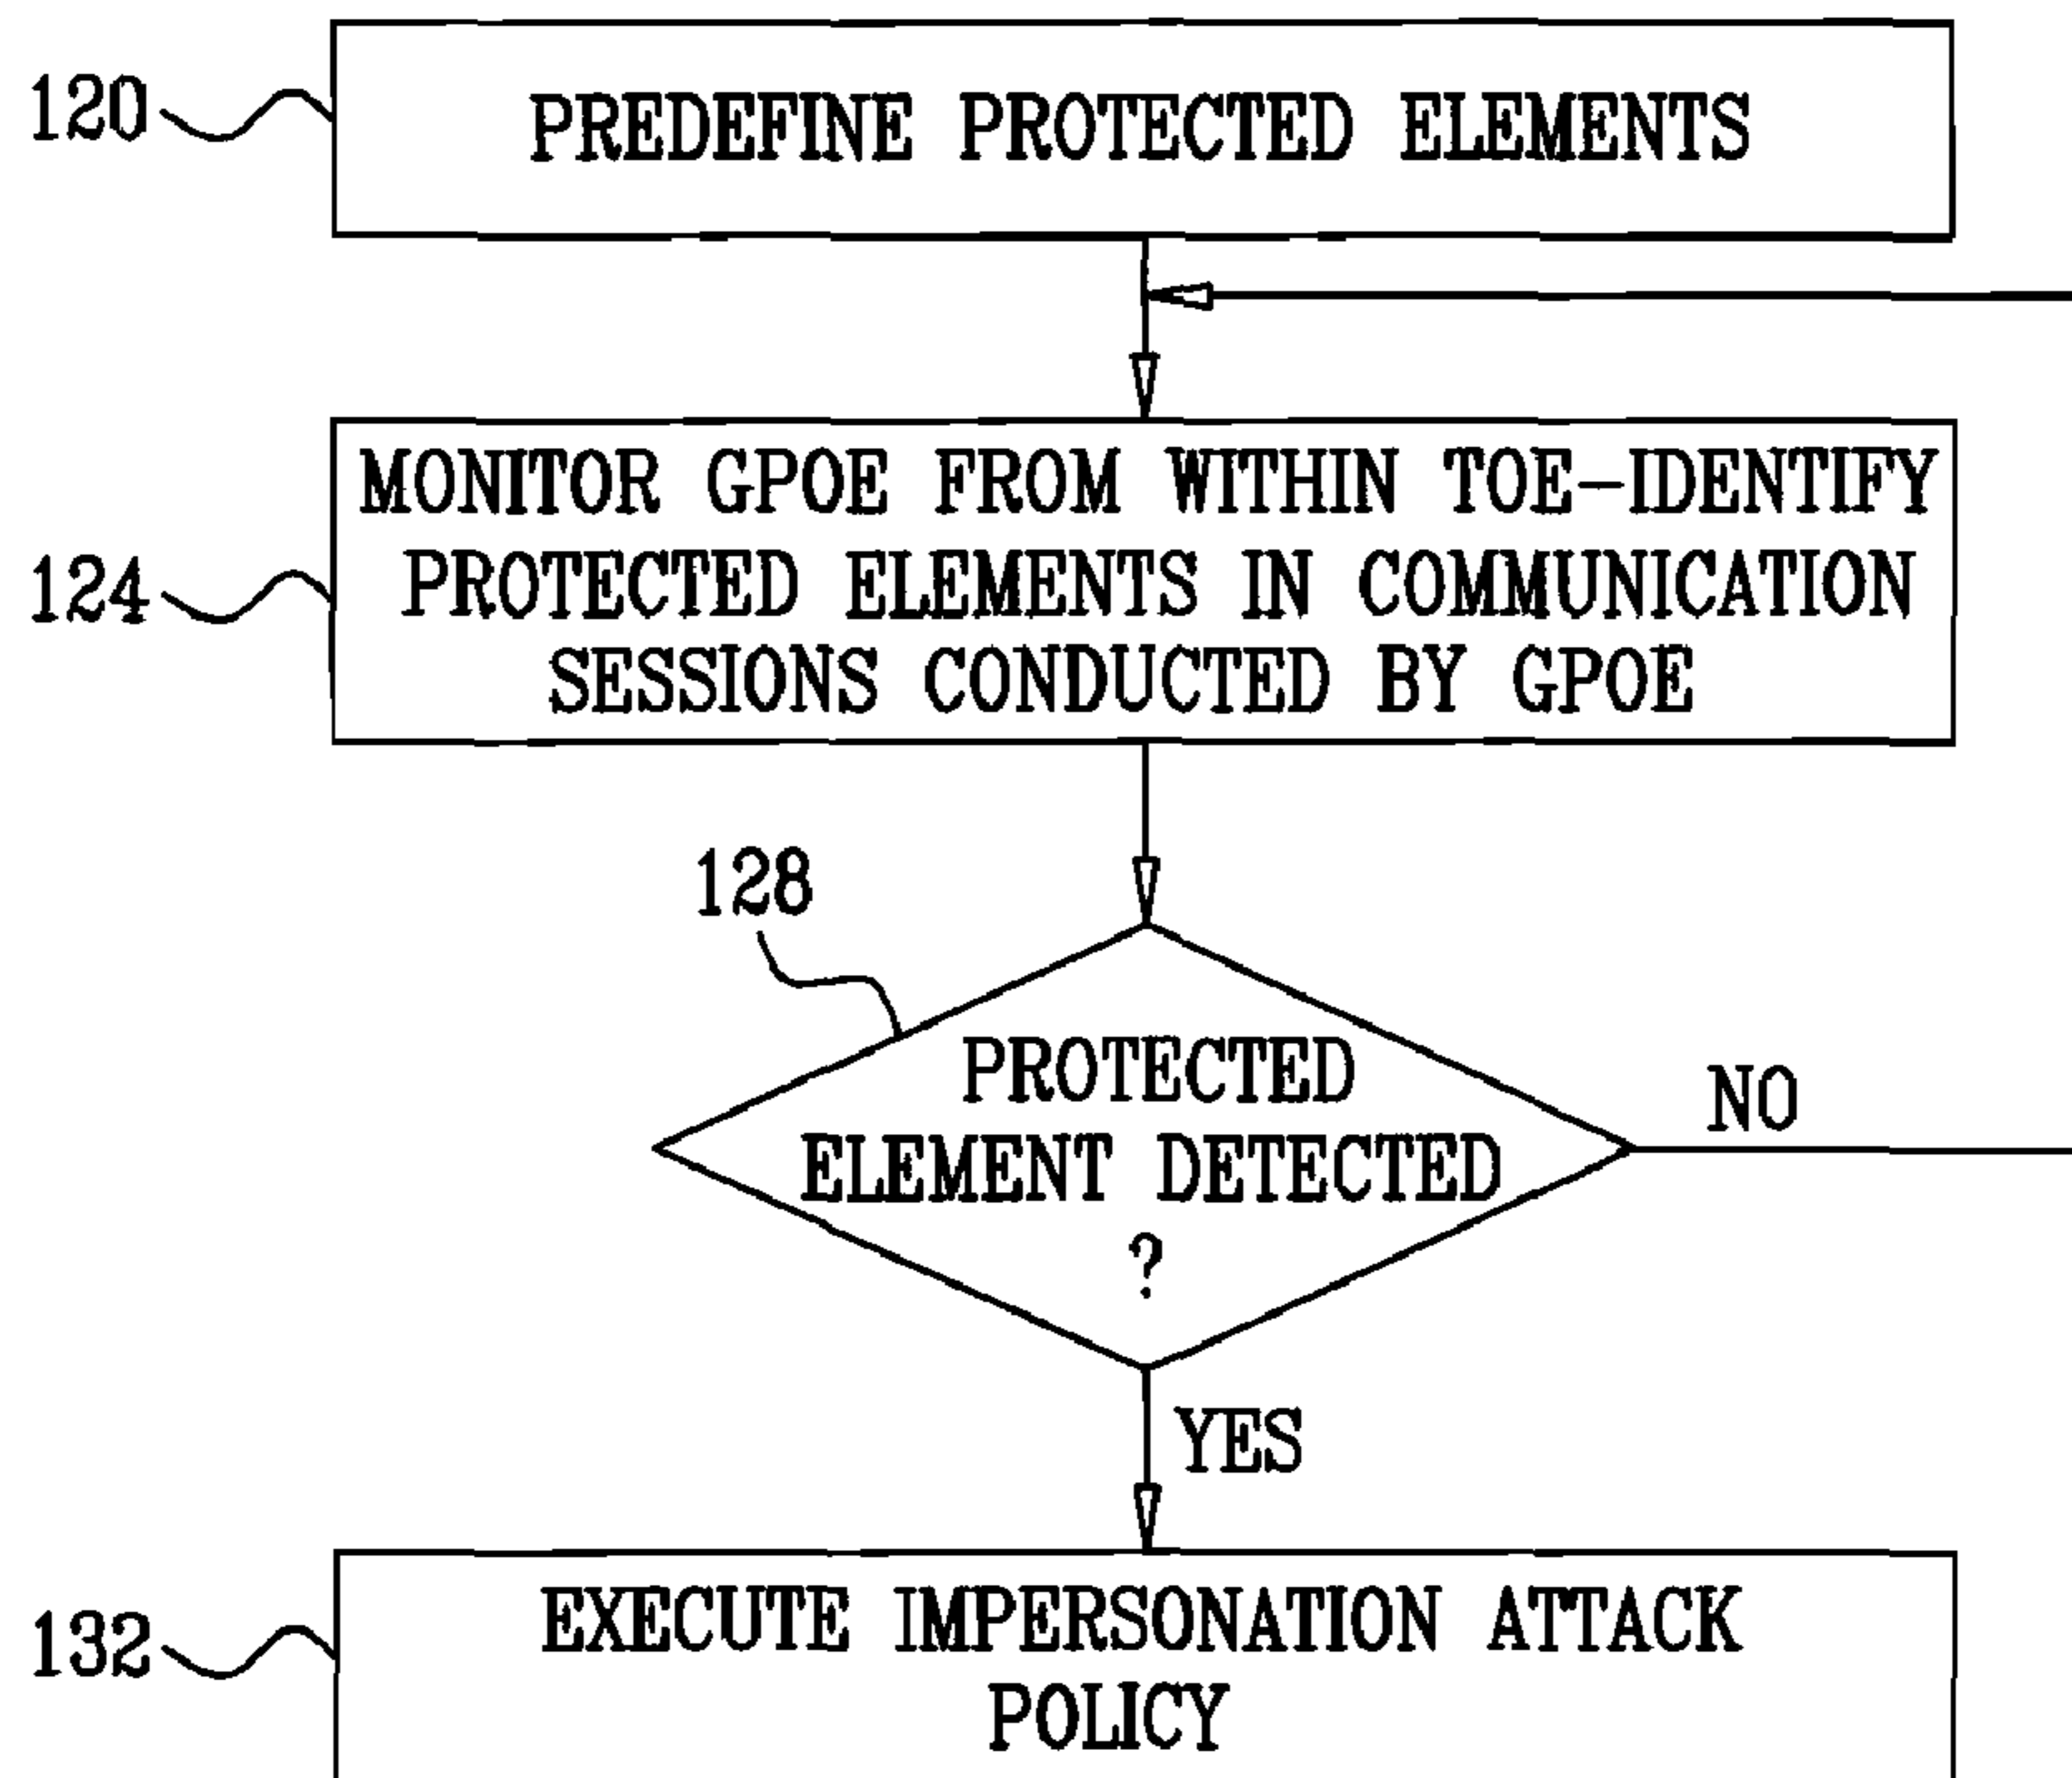 120
PREDEFINE PROTECTED ELEMENTS
124
MONITOR GPOE FROM WITHIN TOE-IDENTIFY
PROTECTED ELEMENTS IN COMMUNICATION
SESSIONS CONDUCTED BY GPOE
128
PROTECTED
ELEMENT DETECTED
?
NO
YES
132
EXECUTE IMPERSONATION ATTACK
POLICY